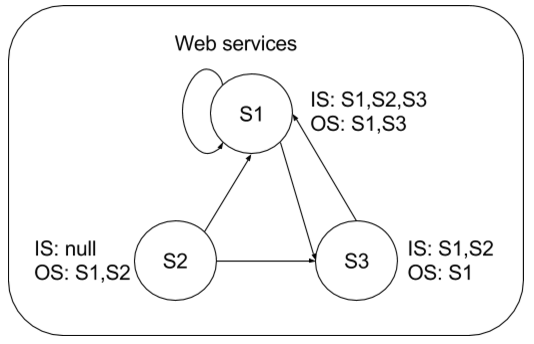 Web services
S1
IS: S1,S2,S3
OS: S1,S3
IS: null
OS: S1,S2
S2
S3
IS: S1,S2
OS: S1